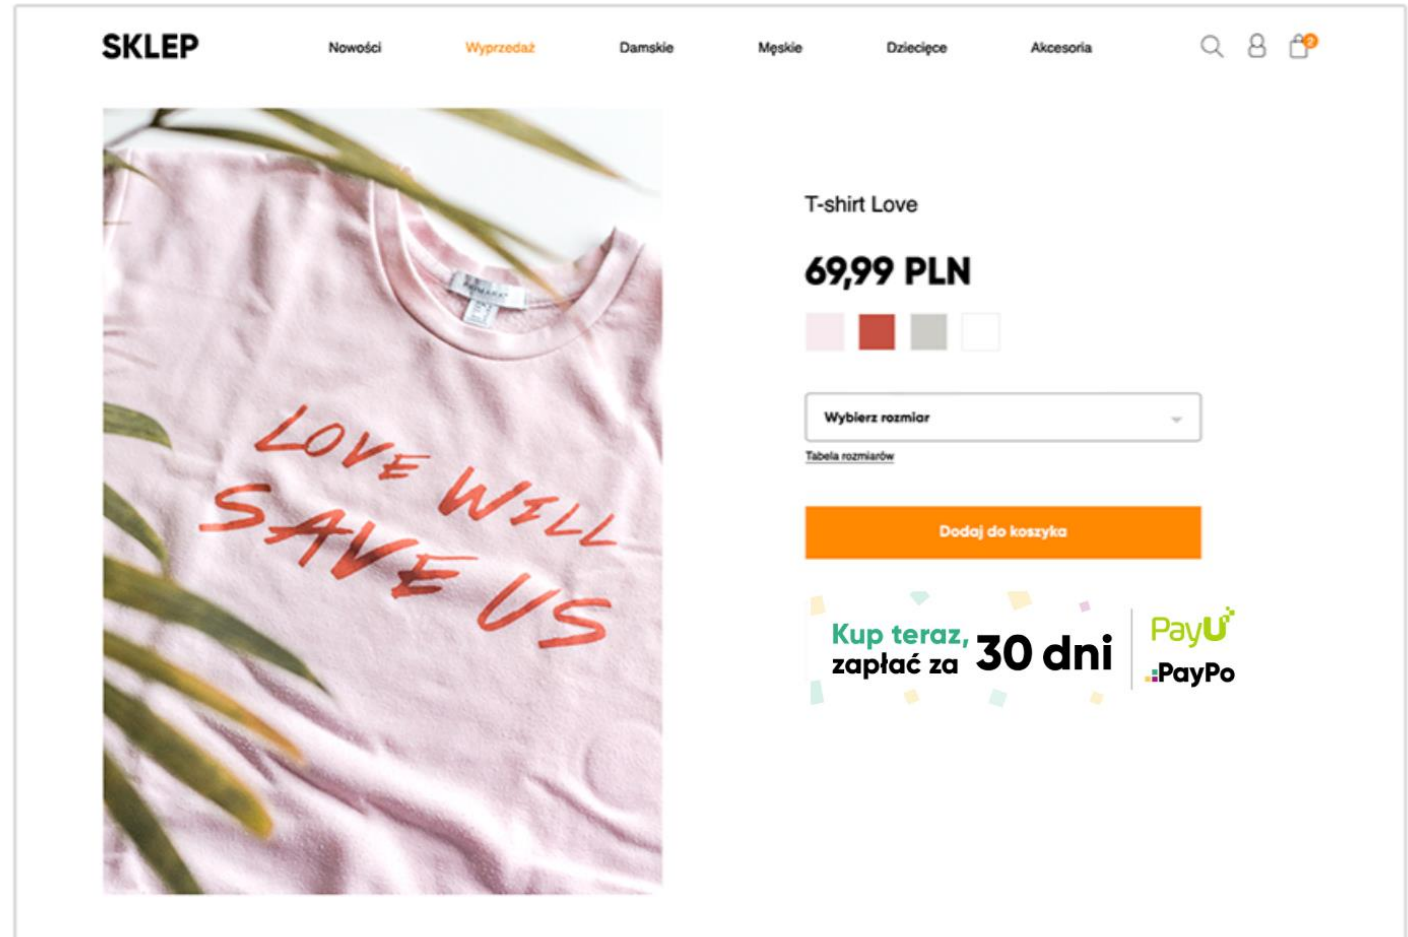 SKLEP
Nowości
Wyprzedaż
Damskie
Męskie
Dziecięce
Akcesoria
2
LOVE WILL
SAVE US
T-shirt Love
69,99 PLN
Wybierz rozmiar
Tabela rozmiarów
Dodaj do koszyka
Kup teraz,
zapłać za 30 dni
PayU
PayPo